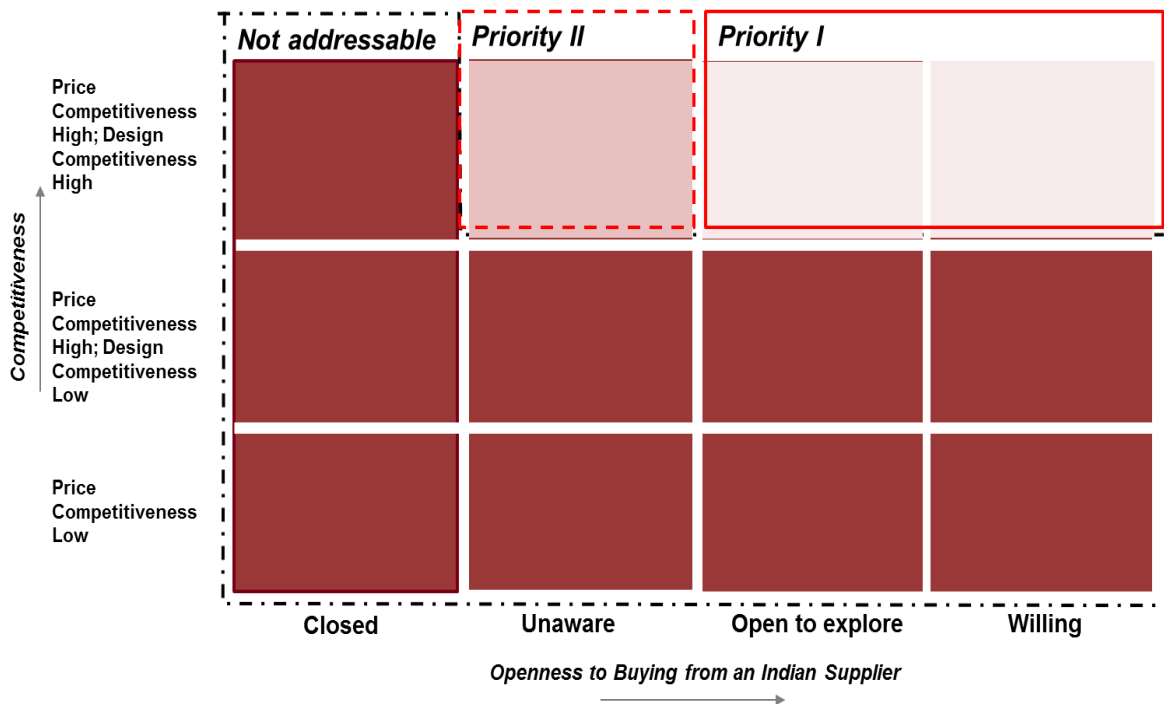 Not addressable
Priority II
Priority I
Price
Competitiveness
High; Design
Competitiveness
High
Price
Competitiveness
High; Design
Competitiveness
Low
Price
Competitiveness
Low
Competitiveness
Closed
Unaware
Open to explore
Willing
Openness to Buying from an Indian Supplier